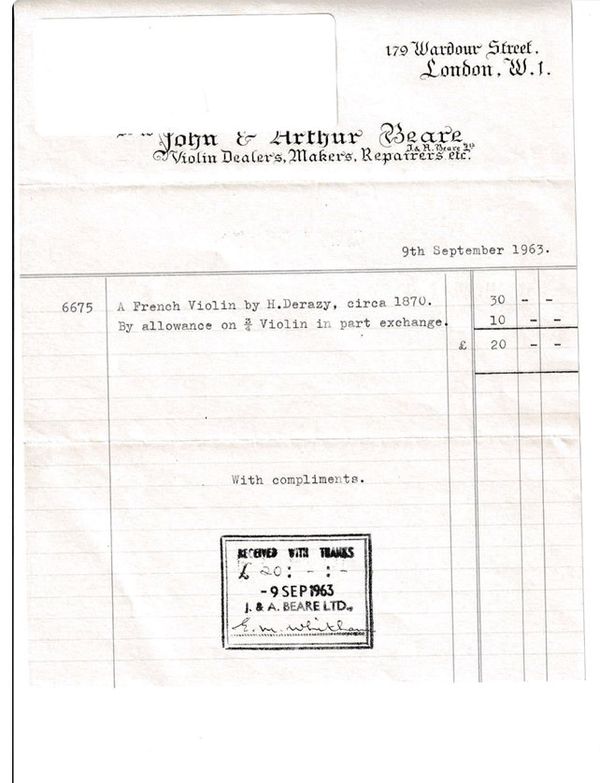 179 Wardour Street.
London, W.1.
John & Arthur Beare
J. & A. Beare Ld
Violin Dealers, Makers, Repairers etc.
9th September 1963.
6675 A French Violin by H.Derazy, circa 1870. 30 - -
By allowance on ¾ Violin in part exchange. 10 - -
£ 20 - -
With compliments.
RECEIVED WITH THANKS
£ 20 : - : -
- 9 SEP 1963
J. & A. BEARE LTD.,
E. M.